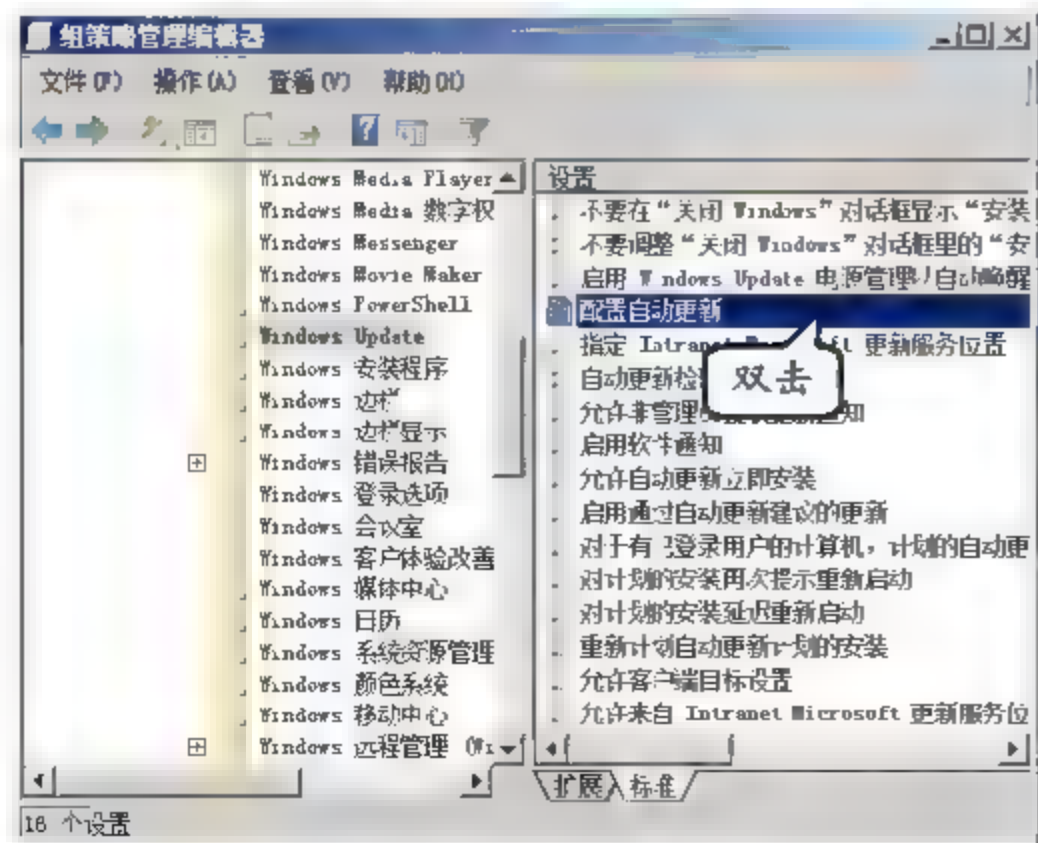 组策略管理编辑器
文件(F) 操作(A) 查看(V) 帮助(H)
Windows Media Player
Windows Media 数字权
Windows Messenger
Windows Movie Maker
Windows PowerShell
Windows Update
Windows 安装程序
Windows 边栏
Windows 边栏显示
Windows 错误报告
Windows 登录选项
Windows 会议室
Windows 客户体验改善
Windows 媒体中心
Windows 日历
Windows 系统资源管理
Windows 颜色系统
Windows 移动中心
Windows 远程管理 (Wi
设置
不要在“关闭 Windows”对话框显示“安装
不要调整“关闭 Windows”对话框里的“安
启用 Windows Update 电源管理以自动唤醒
配置自动更新
指定 Intranet Microsoft 更新服务位置
双击
自动更新检
允许非管理
启用软件通知
允许自动更新立即安装
启用通过自动更新建议的更新
对于有已登录用户的计算机，计划的自动更
对计划的安装再次提示重新启动
对计划的安装延迟重新启动
重新计划自动更新计划的安装
允许客户端目标设置
允许来自 Intranet Microsoft 更新服务位
扩展 标准
16 个设置